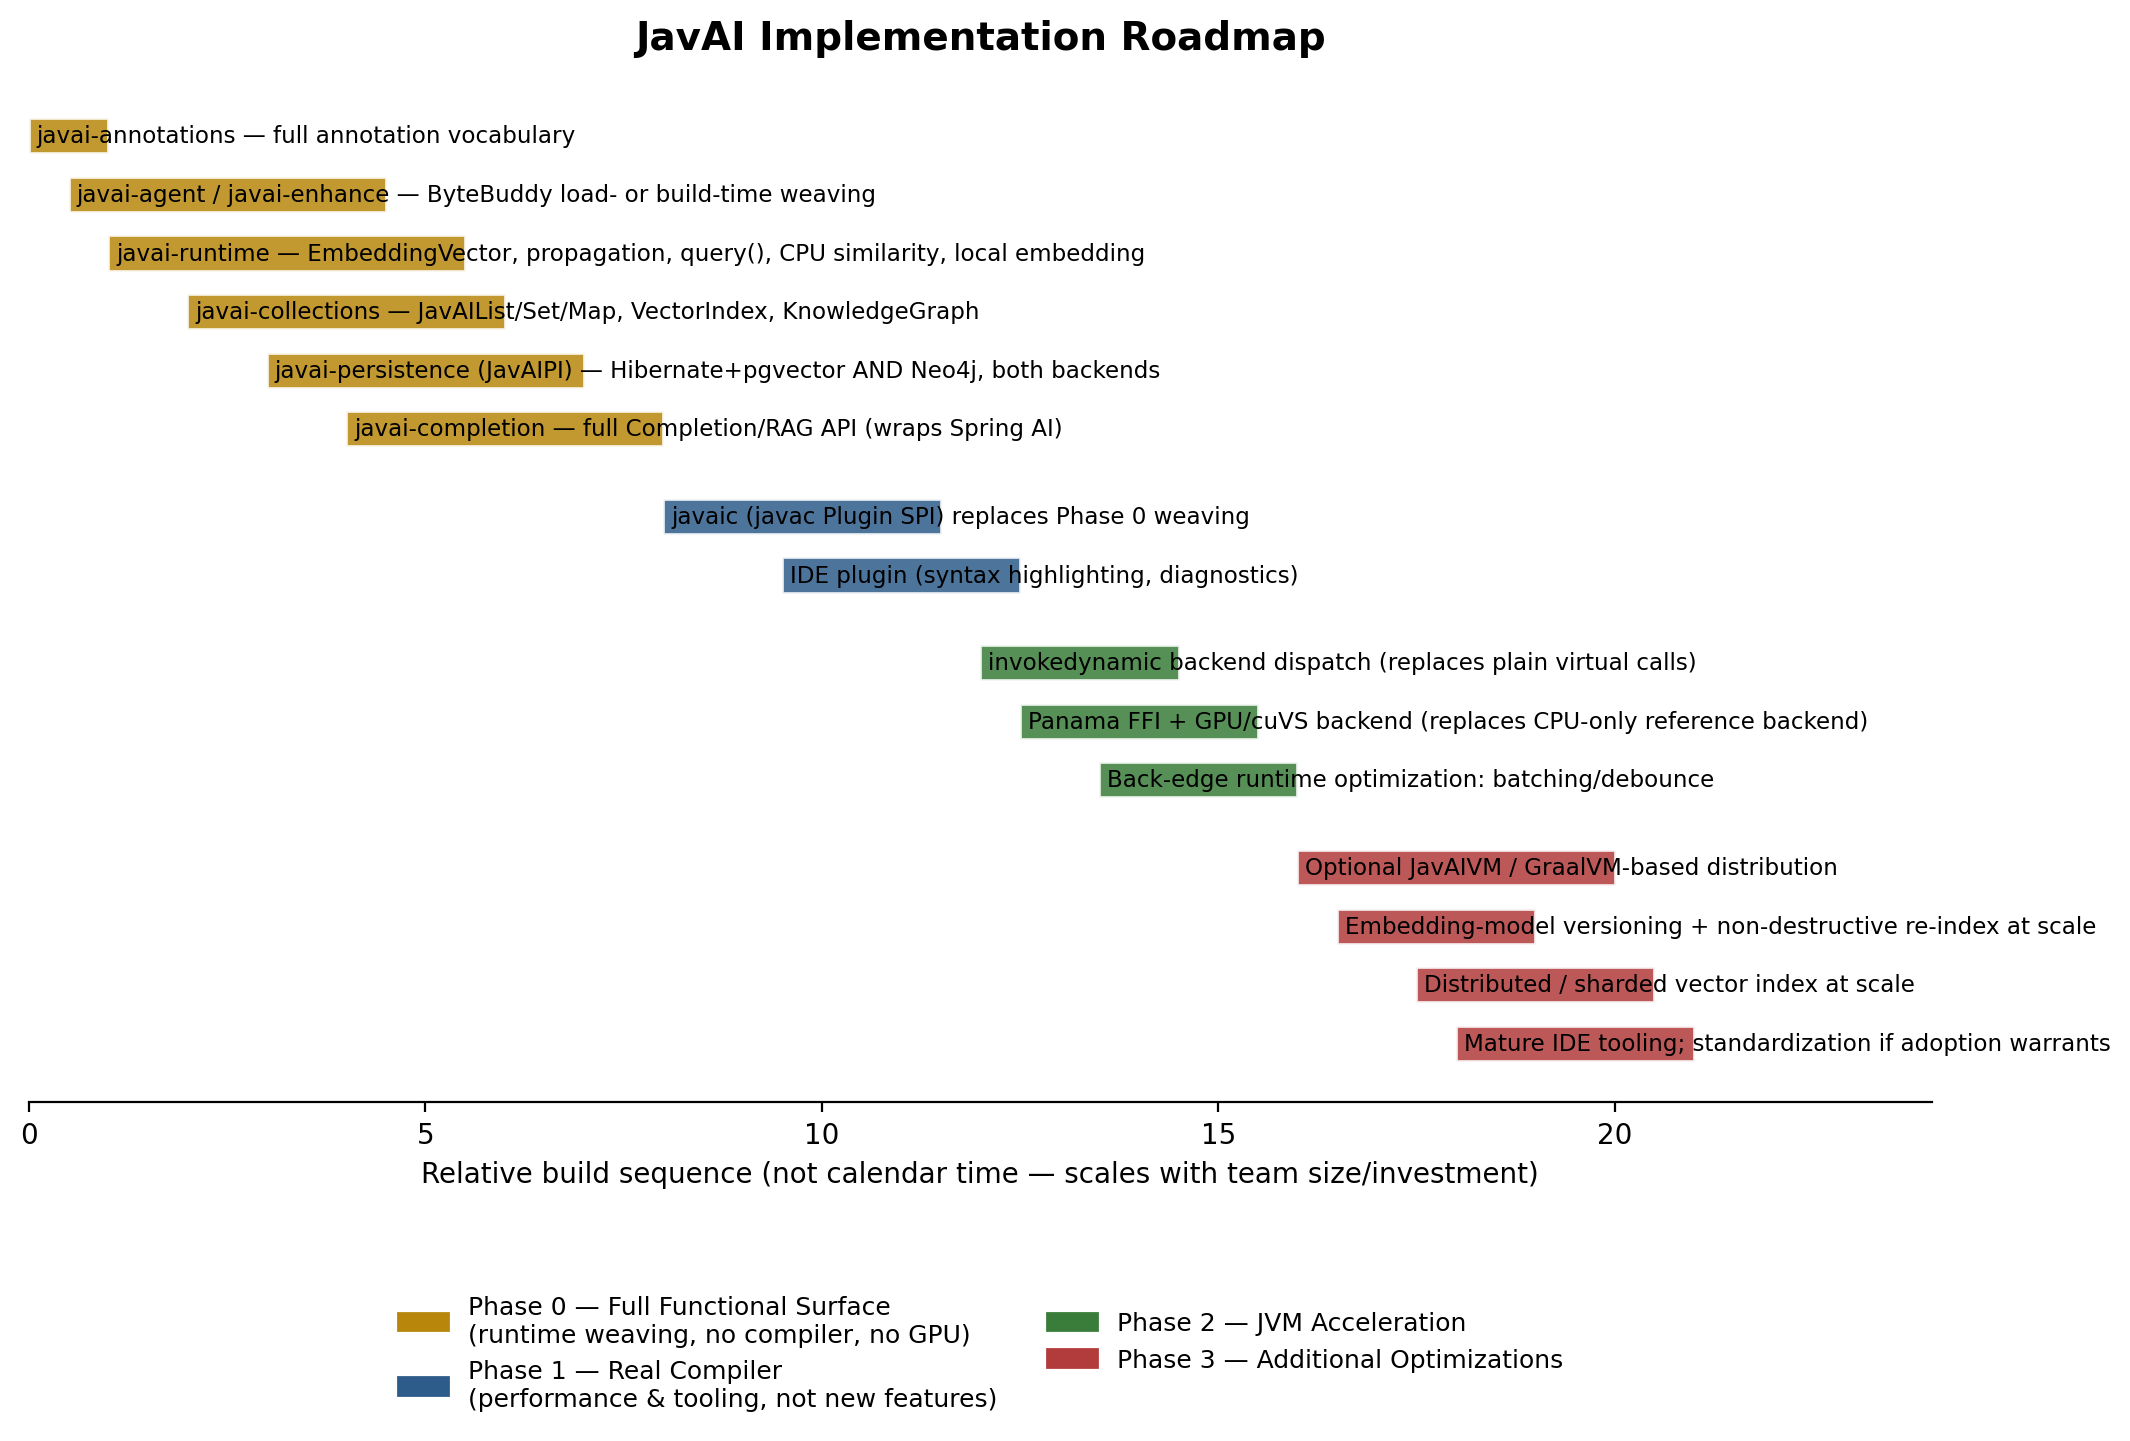 JavAI Implementation Roadmap
javai-annotations — full annotation vocabulary
javai-agent / javai-enhance — ByteBuddy load- or build-time weaving
javai-runtime — EmbeddingVector, propagation, query(), CPU similarity, local embedding
javai-collections — JavAIList/Set/Map, VectorIndex, KnowledgeGraph
javai-persistence (JavAIPI) — Hibernate+pgvector AND Neo4j, both backends
javai-completion — full Completion/RAG API (wraps Spring AI)
javaic (javac Plugin SPI) replaces Phase 0 weaving
IDE plugin (syntax highlighting, diagnostics)
invokedynamic backend dispatch (replaces plain virtual calls)
Panama FFI + GPU/cuVS backend (replaces CPU-only reference backend)
Back-edge runtime optimization: batching/debounce
Optional JavAIVM / GraalVM-based distribution
Embedding-model versioning + non-destructive re-index at scale
Distributed / sharded vector index at scale
Mature IDE tooling; standardization if adoption warrants
0 5 10 15 20
Relative build sequence (not calendar time — scales with team size/investment)
Phase 0 — Full Functional Surface
(runtime weaving, no compiler, no GPU)
Phase 1 — Real Compiler
(performance & tooling, not new features)
Phase 2 — JVM Acceleration
Phase 3 — Additional Optimizations